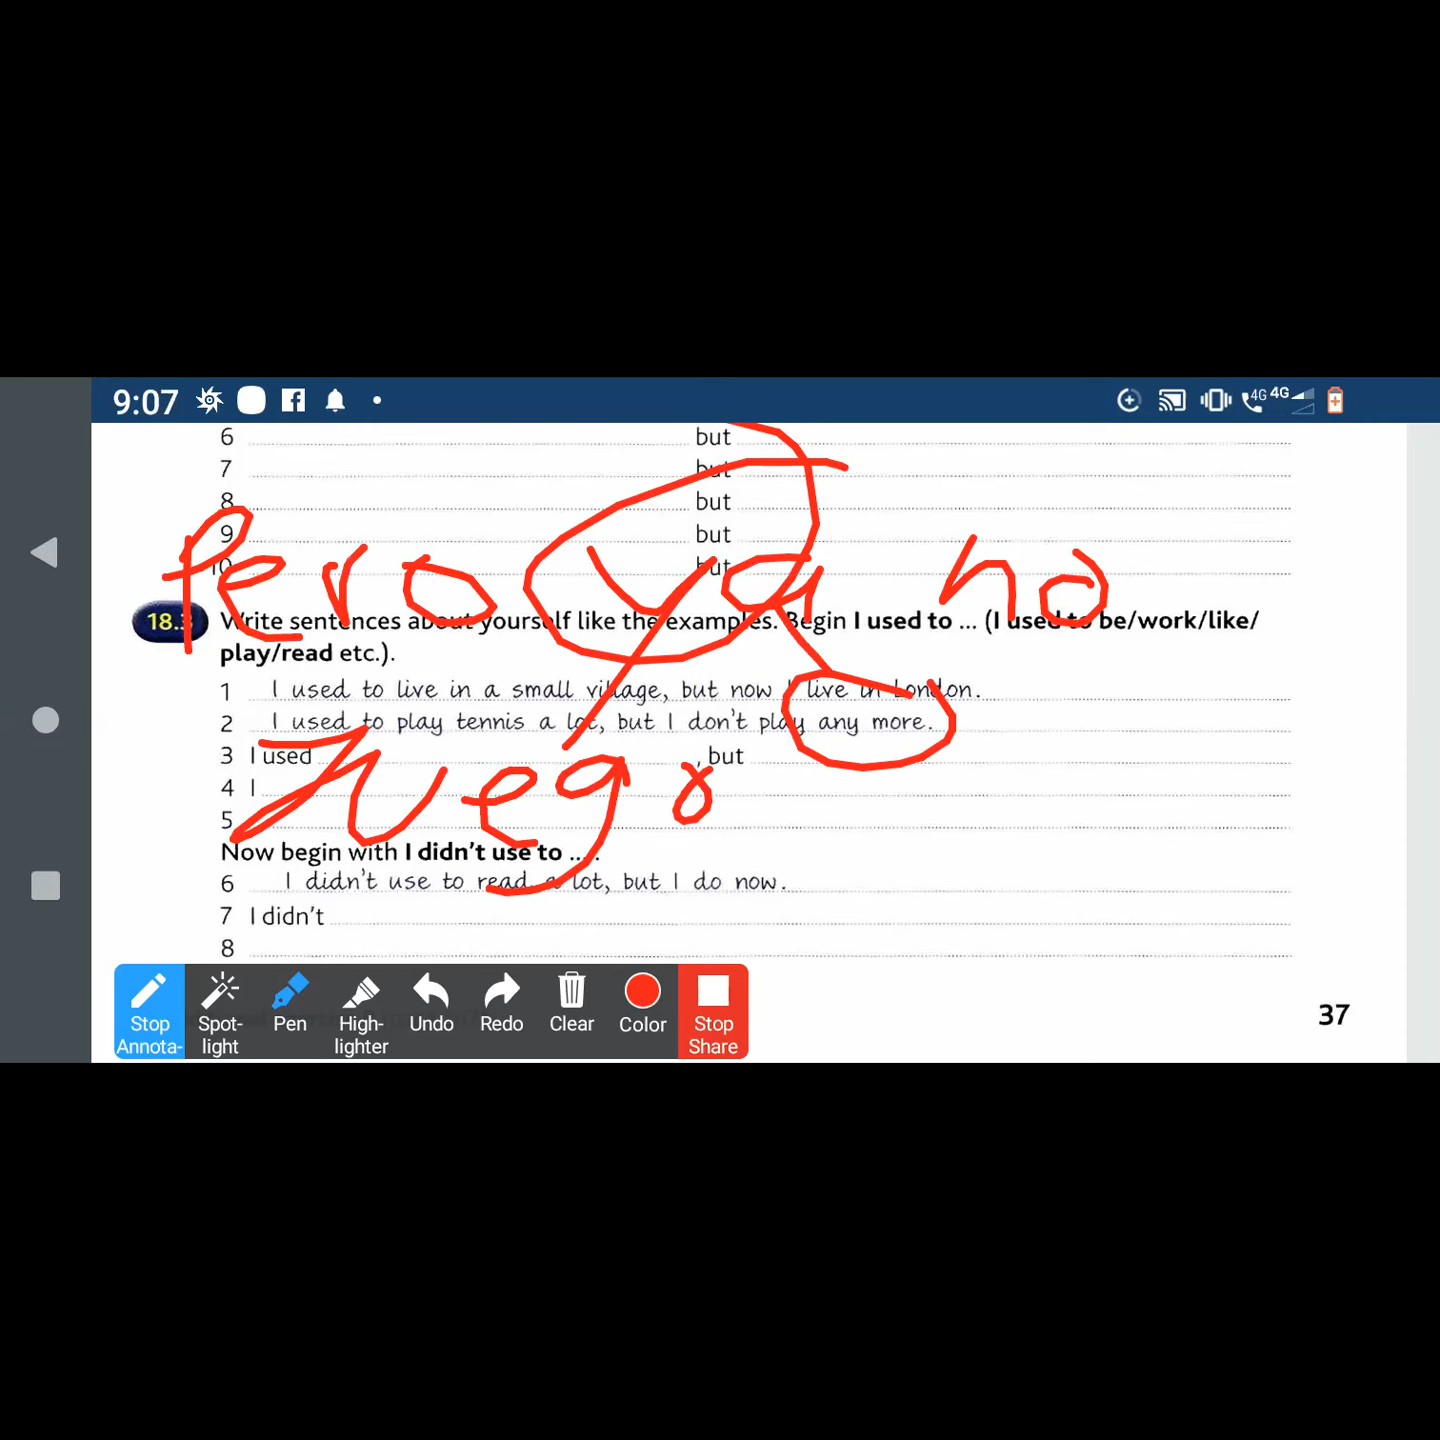 9:07 4G 4G
6 but
7 but
8 but
9 but
10 but
Pero ya no
18.3 Write sentences about yourself like the examples. Begin I used to ... (I used to be/work/like/
play/read etc.).
1 I used to live in a small village, but now I live in London.
2 I used to play tennis a lot, but I don't play any more.
3 I used , but
4 I
5
Now begin with I didn't use to ... .
6 I didn't use to read a lot, but I do now.
7 I didn't
8
Stop Annota- Spot-light Pen High-lighter Undo Redo Clear Color Stop Share
37